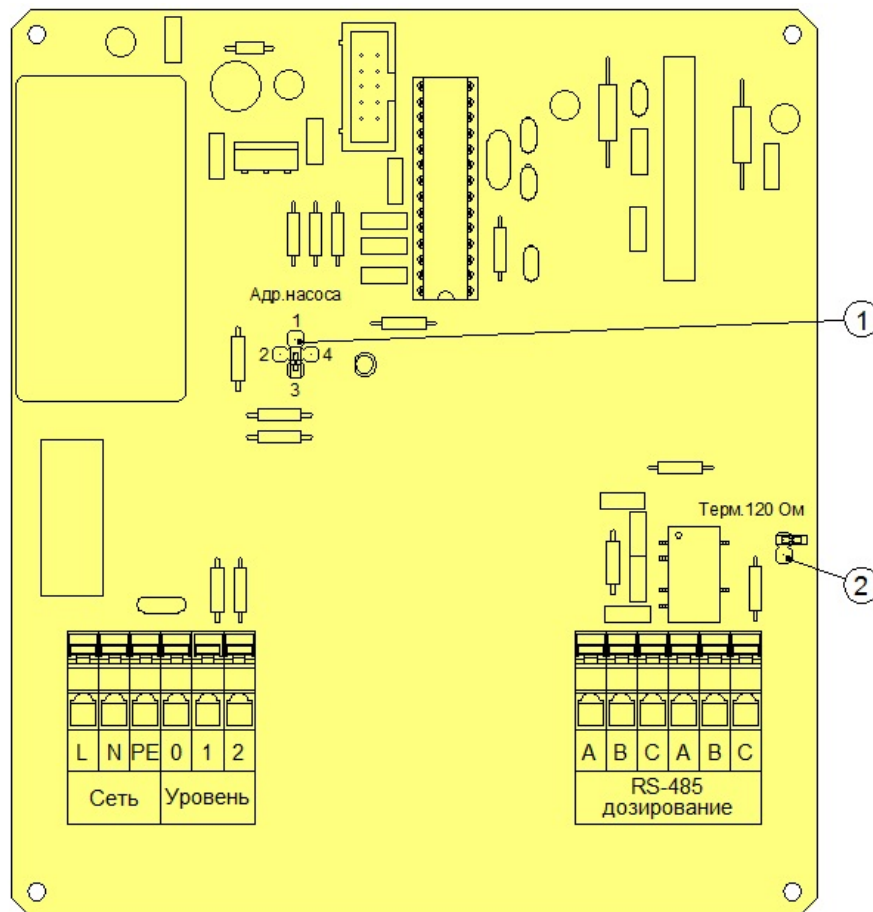 Адр.насоса
1
1
2 4
3
Терм.120 Ом
2
L N PE 0 1 2
A B C A B C
Сеть Уровень
RS-485
дозирование